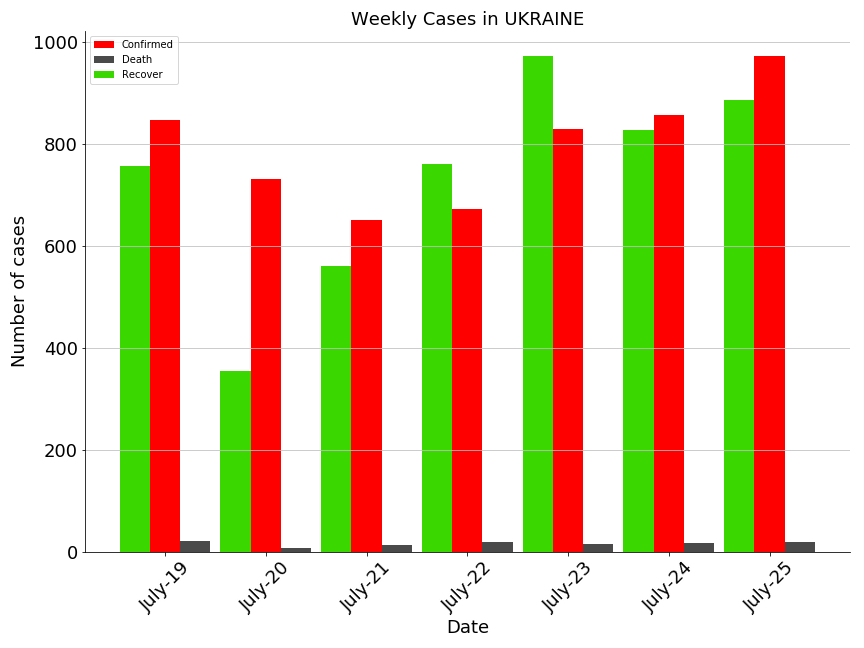 Weekly Cases in UKRAINE
Confirmed
Death
Recover
1000
800
600
400
200
0
Number of cases
July-19
July-20
July-21
July-22
July-23
July-24
July-25
Date